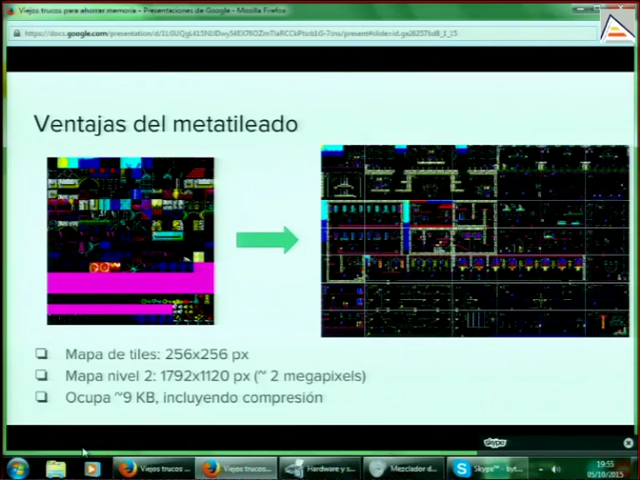 Viejos trucos para ahorrar memoria - Presentaciones de Google - Mozilla Firefox
Ventajas del metatileado
Mapa de tiles: 256x256 px
Mapa nivel 2: 1792x1120 px (~ 2 megapixels)
Ocupa ~9 KB, incluyendo compresión
skype
Viejos trucos ...
Viejos trucos...
Hardware y s...
Mezclador d...
Skype™ - byt...
19:55
05/10/2015